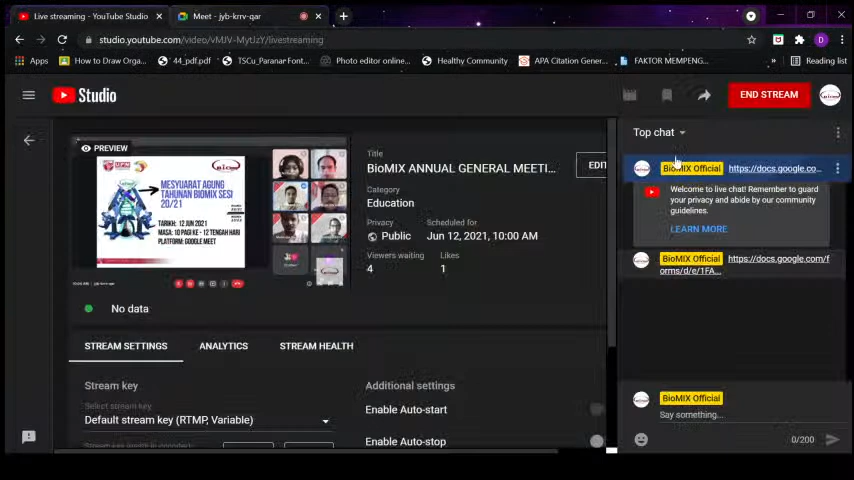 Live streaming - YouTube Studio
Meet - jyb-krrv-qar
studio.youtube.com/video/vMJV-MytJzY/livestreaming
D
Apps
How to Draw Orga...
44_pdf.pdf
TSCu_Paranar Font...
Photo editor online...
Healthy Community
APA Citation Gener...
FAKTOR MEMPENG...
»
Reading list
Studio
END STREAM
PREVIEW
UPM
MESYUARAT AGUNG
TAHUNAN BIOMIX SESI
20/21
TARIKH: 12 JUN 2021
MASA: 10 PAGI KE - 12 TENGAH HARI
PLATFORM: GOOGLE MEET
Title
BioMIX ANNUAL GENERAL MEETI...
EDIT
Category
Education
Privacy
Scheduled for
Public
Jun 12, 2021, 10:00 AM
Viewers waiting
Likes
4
1
No data
STREAM SETTINGS
ANALYTICS
STREAM HEALTH
Stream key
Select stream key
Default stream key (RTMP, Variable)
Additional settings
Enable Auto-start
Enable Auto-stop
Top chat
BioMIX Official https://docs.google.co...
Welcome to live chat! Remember to guard
your privacy and abide by our community
guidelines.
LEARN MORE
BioMIX Official https://docs.google.com/f
orms/d/e/1FA...
BioMIX Official
Say something...
0/200